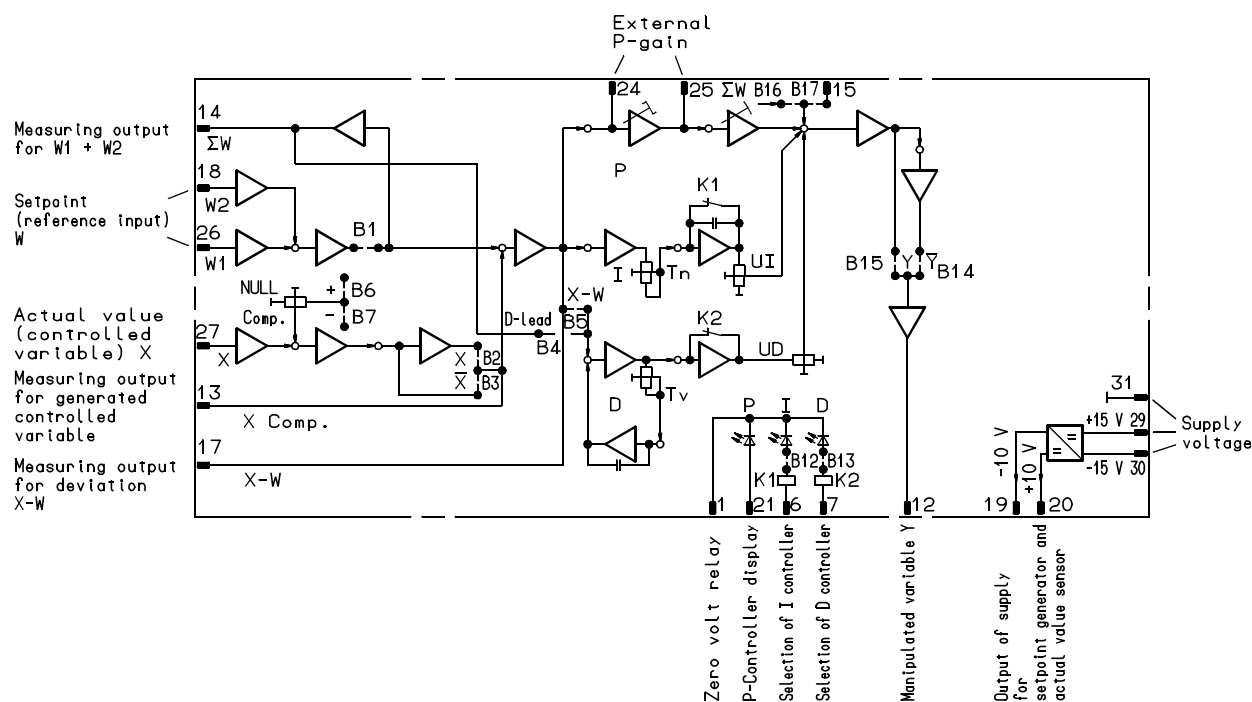 External
P-gain
24
25
ΣW
B16
B17
15
14
Measuring output
for W1 + W2
ΣW
18
W2
Setpoint
(reference input)
W
26
W1
B1
P
K1
I
Tn
UI
B15
Y
Y̅
B14
NULL
Comp.
+
B6
-
B7
X-W
D-lead
B5
B4
K2
UD
Actual value
(controlled
variable) X
27
X
X
B2
X̅
B3
D
Tv
Measuring output
for generated
controlled
variable
13
X Comp.
17
Measuring output
for deviation
X-W
X-W
P
I
D
B12
B13
K1
K2
31
+15 V 29
-15 V 30
Supply
voltage
-10 V
+10 V
1
21
6
7
12
19
20
Zero volt relay
P-Controller display
Selection of I controller
Selection of D controller
Manipulated variable Y
Output of supply
for
setpoint generator and
actual value sensor
=
=